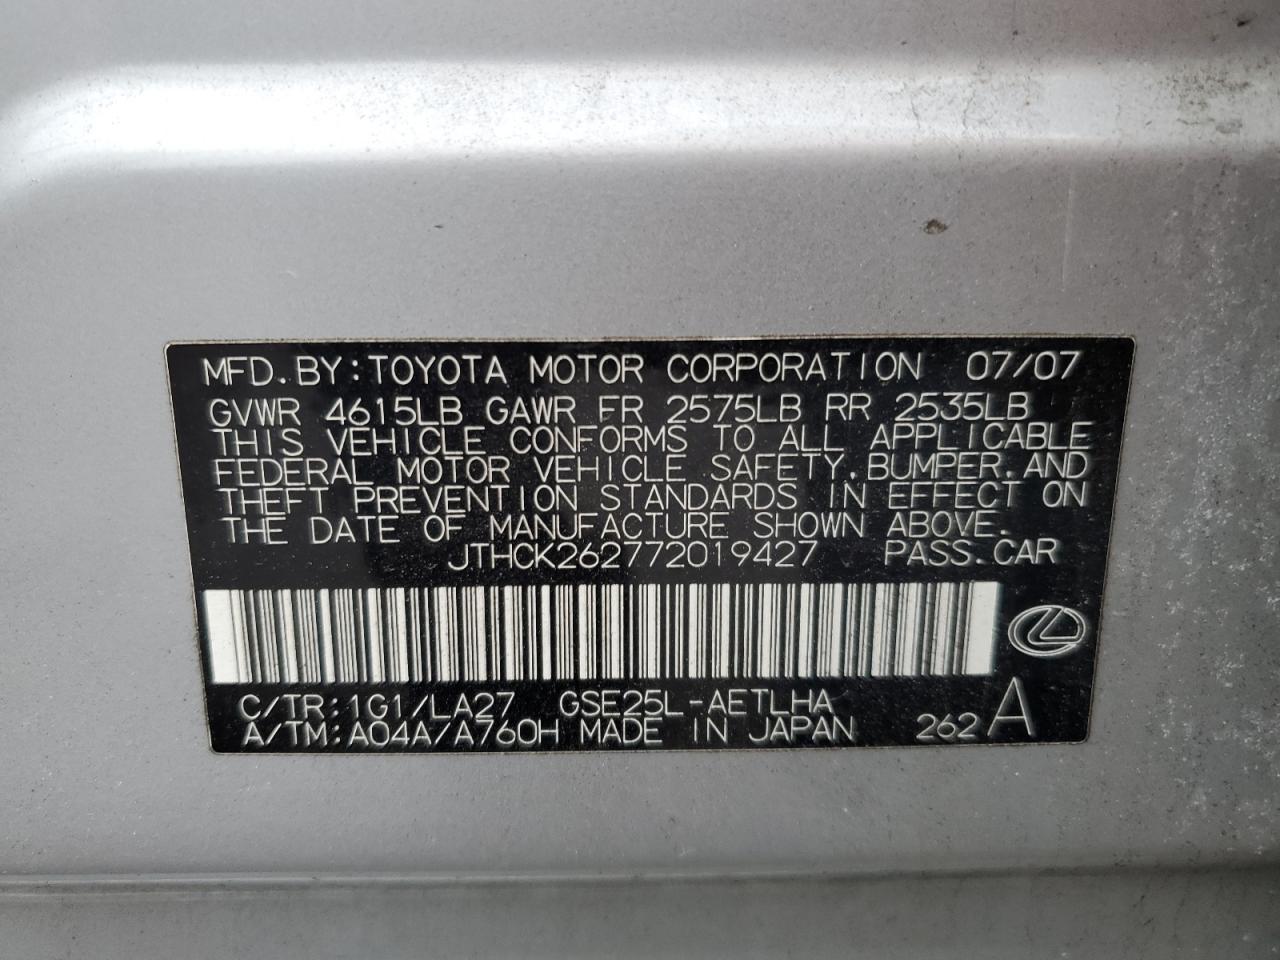 MFD. BY: TOYOTA MOTOR CORPORATION 07/07
GVWR 4615LB GAWR FR 2575LB RR 2535LB
THIS VEHICLE CONFORMS TO ALL APPLICABLE
FEDERAL MOTOR VEHICLE SAFETY, BUMPER, AND
THEFT PREVENTION STANDARDS IN EFFECT ON
THE DATE OF MANUFACTURE SHOWN ABOVE.
JTHCK262772019427 PASS. CAR
C/TR: 1G1/LA27 GSE25L-AETLHA
A/TM: A04A/A760H MADE IN JAPAN 262 A